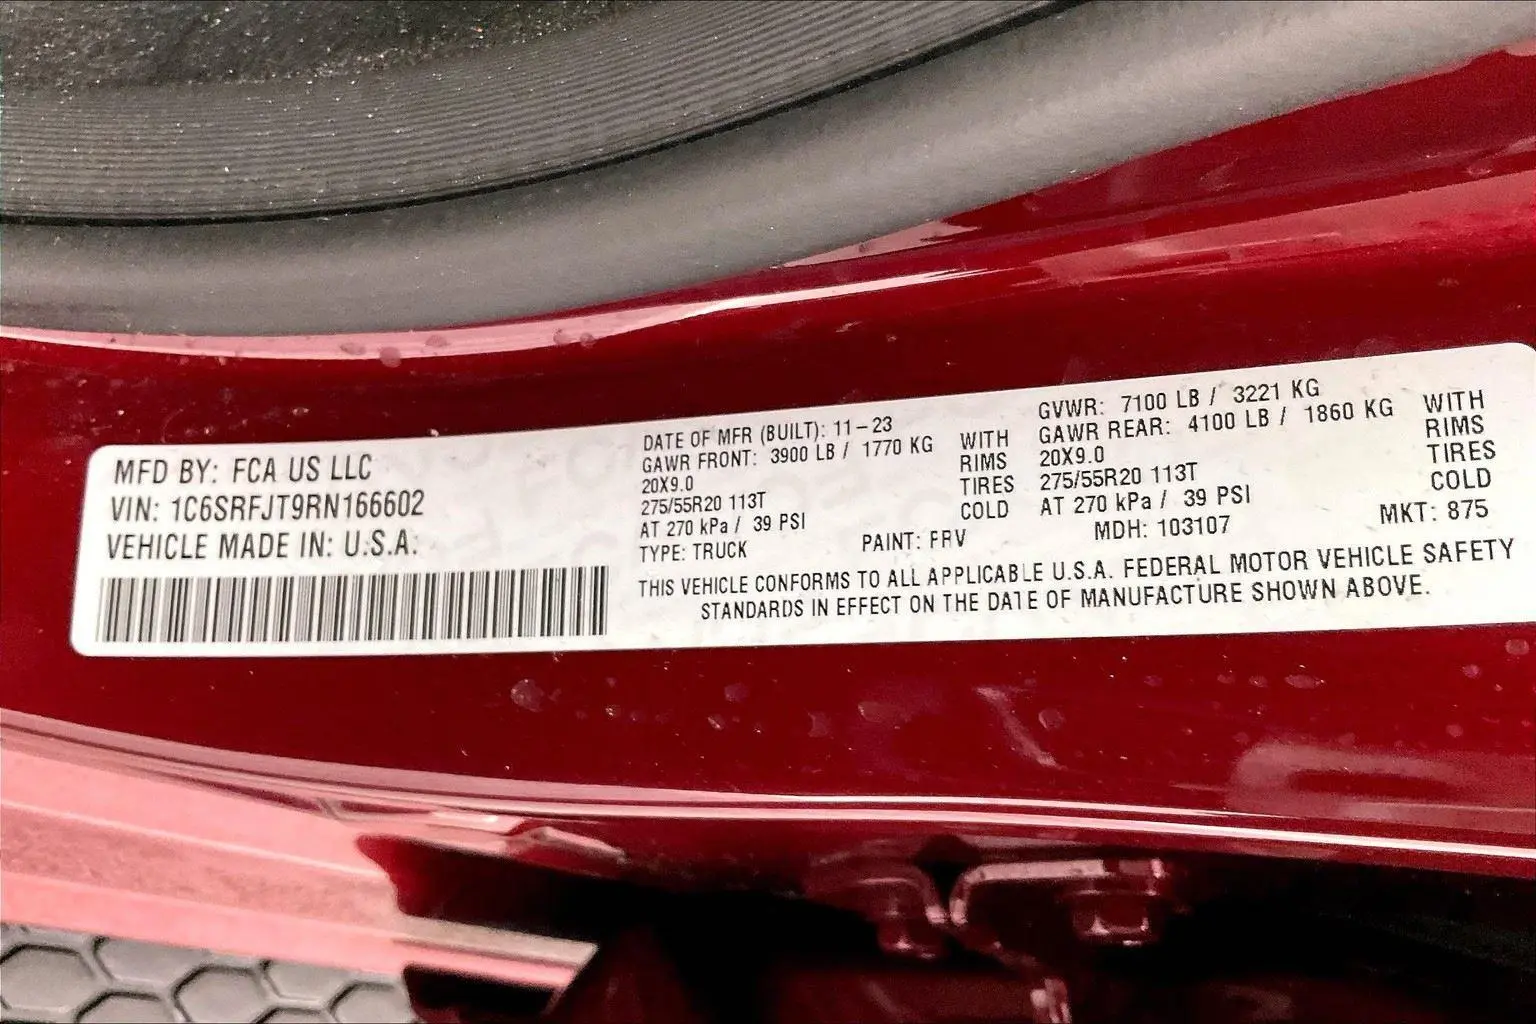 MFD BY: FCA US LLC
VIN: 1C6SRFJT9RN166602
VEHICLE MADE IN: U.S.A.
DATE OF MFR (BUILT): 11-23
GAWR FRONT: 3900 LB / 1770 KG WITH
20X9.0 RIMS
275/55R20 113T TIRES
AT 270 kPa / 39 PSI COLD
TYPE: TRUCK PAINT: FRV
GVWR: 7100 LB / 3221 KG
GAWR REAR: 4100 LB / 1860 KG WITH
20X9.0 RIMS
275/55R20 113T TIRES
AT 270 kPa / 39 PSI COLD
MDH: 103107 MKT: 875
THIS VEHICLE CONFORMS TO ALL APPLICABLE U.S.A. FEDERAL MOTOR VEHICLE SAFETY
STANDARDS IN EFFECT ON THE DATE OF MANUFACTURE SHOWN ABOVE.